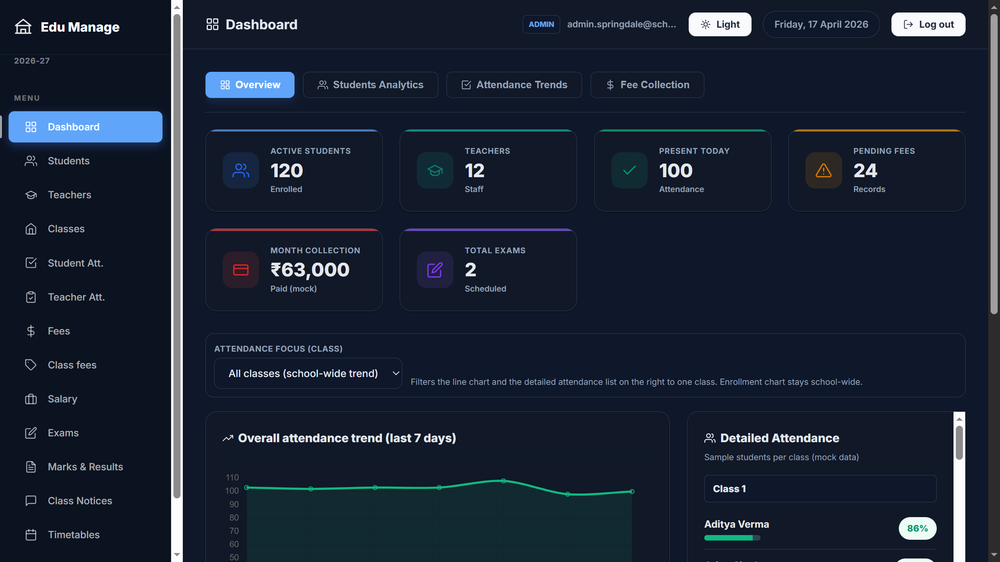 Edu Manage
2026-27
MENU
Dashboard
Students
Teachers
Classes
Student Att.
Teacher Att.
Fees
Class fees
Salary
Exams
Marks & Results
Class Notices
Timetables
Dashboard
ADMIN
admin.springdale@sch...
Light
Friday, 17 April 2026
Log out
Overview
Students Analytics
Attendance Trends
Fee Collection
ACTIVE STUDENTS
120
Enrolled
TEACHERS
12
Staff
PRESENT TODAY
100
Attendance
PENDING FEES
24
Records
MONTH COLLECTION
₹63,000
Paid (mock)
TOTAL EXAMS
2
Scheduled
ATTENDANCE FOCUS (CLASS)
All classes (school-wide trend)
Filters the line chart and the detailed attendance list on the right to one class. Enrollment chart stays school-wide.
Overall attendance trend (last 7 days)
110
100
90
80
70
60
50
Detailed Attendance
Sample students per class (mock data)
Class 1
Aditya Verma
86%